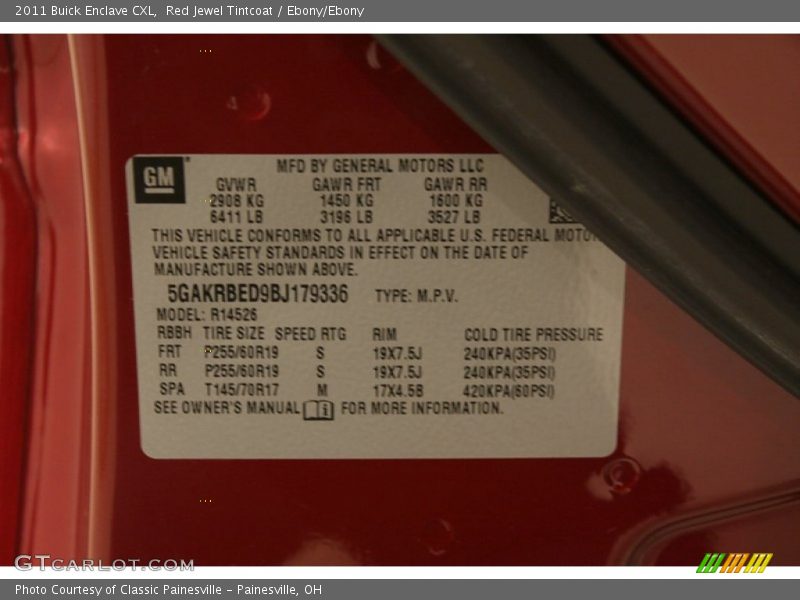 2011 Buick Enclave CXL,  Red Jewel Tintcoat / Ebony/Ebony
GM
MFD BY GENERAL MOTORS LLC
GVWR GAWR FRT GAWR RR
2908 KG 1450 KG 1600 KG
6411 LB 3196 LB 3527 LB
THIS VEHICLE CONFORMS TO ALL APPLICABLE U.S. FEDERAL MOTO
VEHICLE SAFETY STANDARDS IN EFFECT ON THE DATE OF
MANUFACTURE SHOWN ABOVE.
5GAKRBED9BJ179336 TYPE: M.P.V.
MODEL: R14526
RBBH TIRE SIZE SPEED RTG RIM COLD TIRE PRESSURE
FRT P255/60R19 S 19X7.5J 240KPA(35PSI)
RR P255/60R19 S 19X7.5J 240KPA(35PSI)
SPA T145/70R17 M 17X4.5B 420KPA(60PSI)
SEE OWNER'S MANUAL FOR MORE INFORMATION.
GTCARLOT.COM
Photo Courtesy of Classic Painesville – Painesville, OH